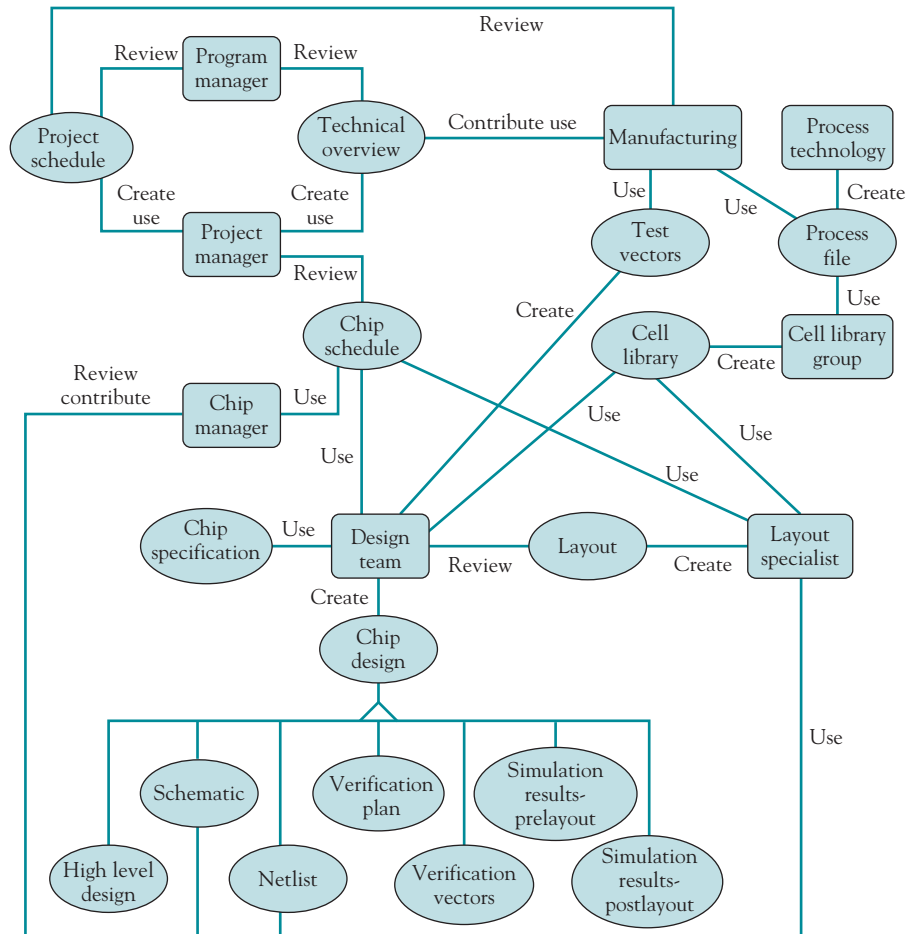 Review
Review
Program
manager
Review
Project
schedule
Technical
overview
Contribute use
Manufacturing
Process
technology
Create
use
Create
use
Use
Use
Create
Project
manager
Test
vectors
Process
file
Review
Use
Create
Chip
schedule
Cell
library
Create
Cell library
group
Review
contribute
Chip
manager
Use
Use
Use
Use
Use
Chip
specification
Use
Design
team
Review
Layout
Create
Layout
specialist
Create
Chip
design
Use
Schematic
Verification
plan
Simulation
results-
prelayout
High level
design
Netlist
Verification
vectors
Simulation
results-
postlayout